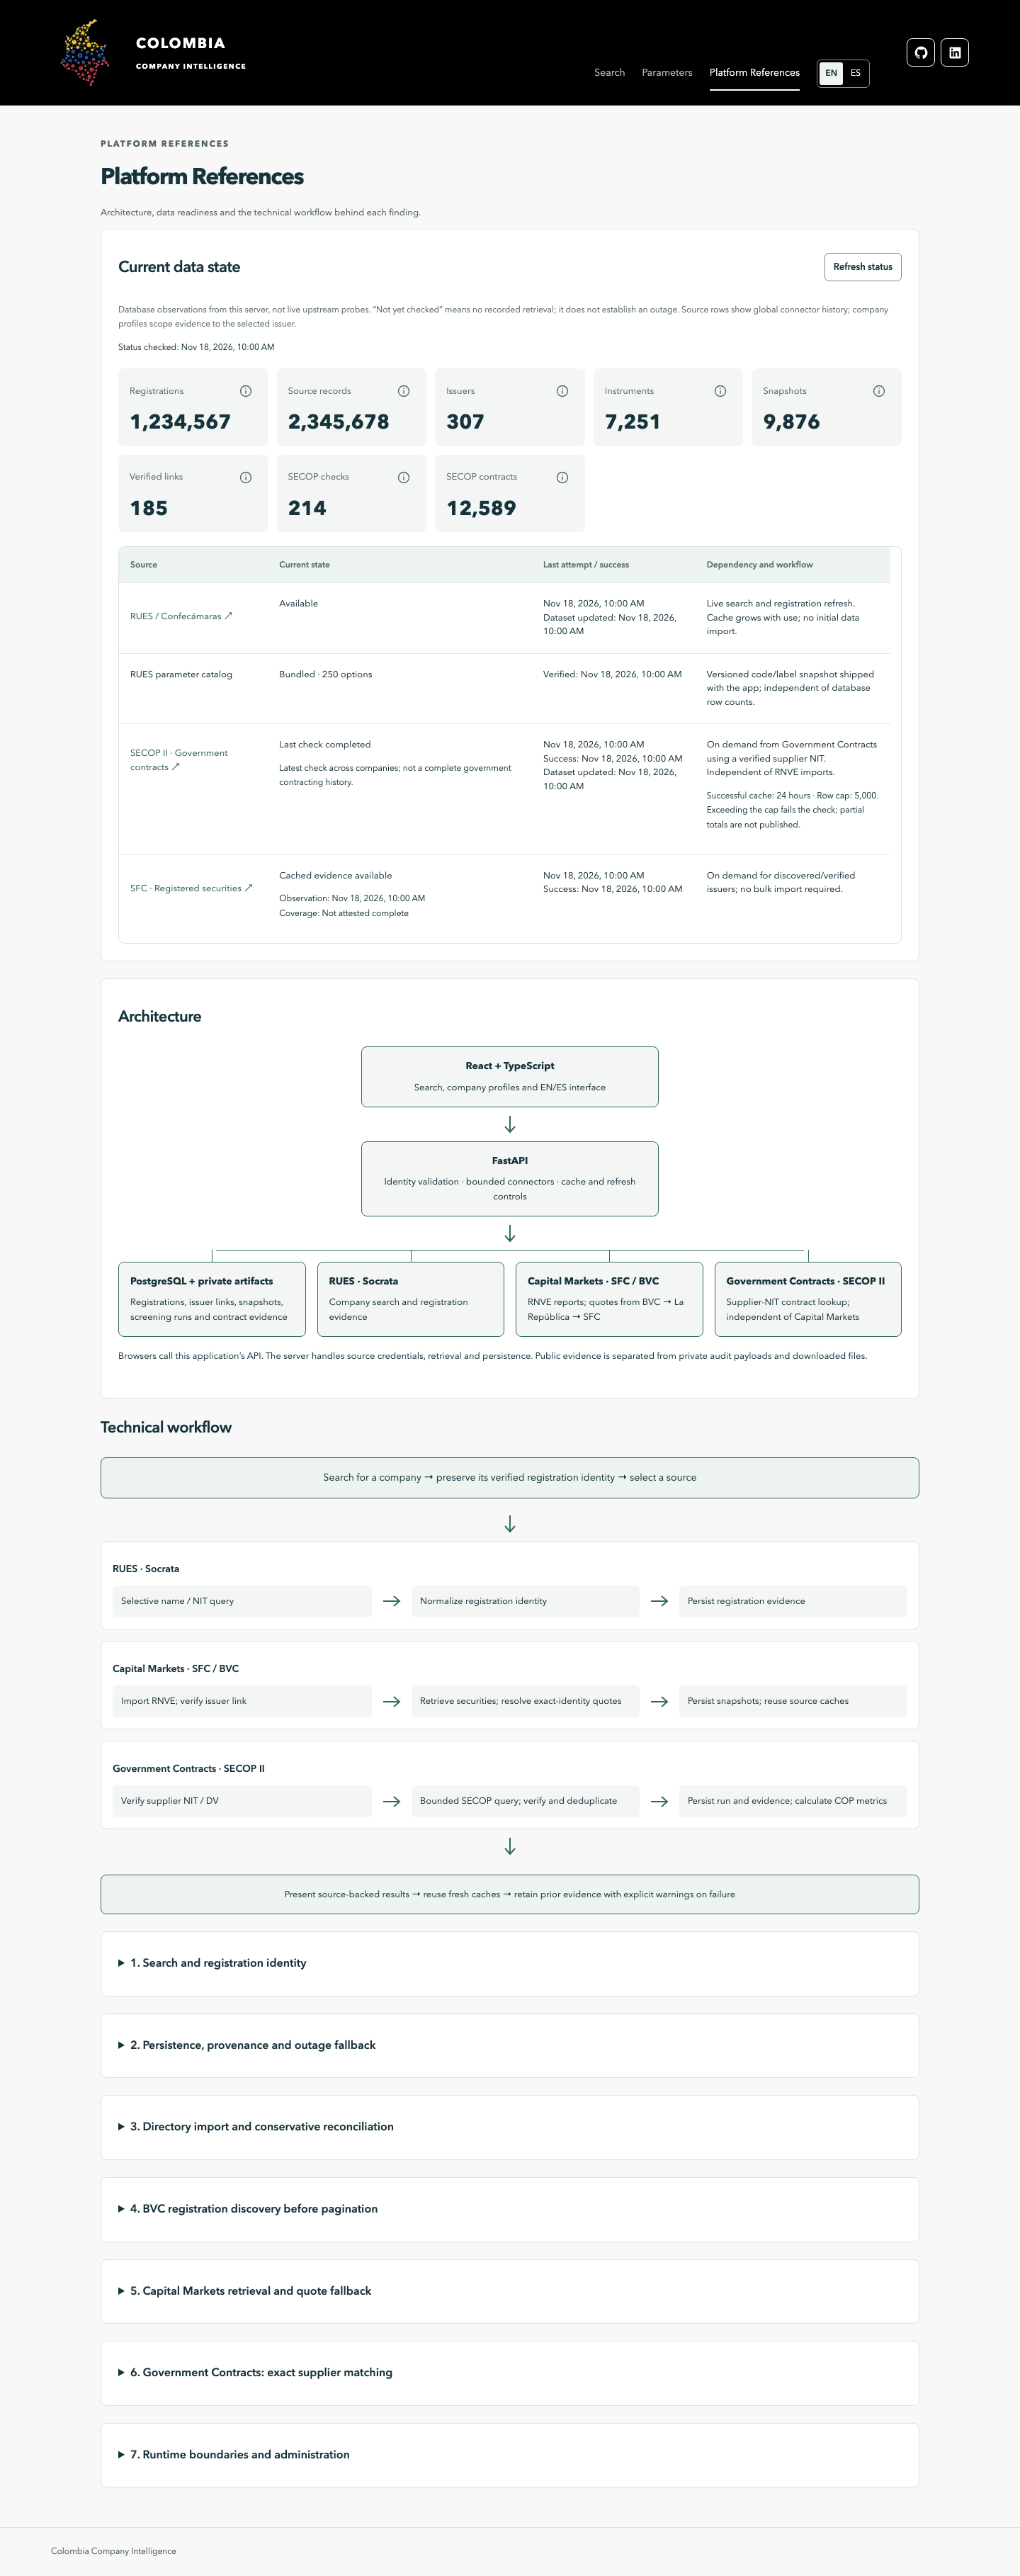 COLOMBIA
COMPANY INTELLIGENCE
Search
Parameters
Platform References
EN
ES
PLATFORM REFERENCES
Platform References
Architecture, data readiness and the technical workflow behind each finding.
Current data state
Refresh status
Database observations from this server, not live upstream probes. “Not yet checked” means no recorded retrieval; it does not establish an outage. Source rows show global connector history; company
profiles scope evidence to the selected issuer.
Status checked: Nov 18, 2026, 10:00 AM
Registrations
1,234,567
Source records
2,345,678
Issuers
307
Instruments
7,251
Snapshots
9,876
Verified links
185
SECOP checks
214
SECOP contracts
12,589
Source
Current state
Last attempt / success
Dependency and workflow
RUES / Confecámaras ↗
Available
Nov 18, 2026, 10:00 AM
Dataset updated: Nov 18, 2026,
10:00 AM
Live search and registration refresh.
Cache grows with use; no initial data
import.
RUES parameter catalog
Bundled · 250 options
Verified: Nov 18, 2026, 10:00 AM
Versioned code/label snapshot shipped
with the app; independent of database
row counts.
SECOP II · Government
contracts ↗
Last check completed
Latest check across companies; not a complete government
contracting history.
Nov 18, 2026, 10:00 AM
Success: Nov 18, 2026, 10:00 AM
Dataset updated: Nov 18, 2026,
10:00 AM
On demand from Government Contracts
using a verified supplier NIT.
Independent of RNVE imports.
Successful cache: 24 hours · Row cap: 5,000.
Exceeding the cap fails the check; partial
totals are not published.
SFC · Registered securities ↗
Cached evidence available
Observation: Nov 18, 2026, 10:00 AM
Coverage: Not attested complete
Nov 18, 2026, 10:00 AM
Success: Nov 18, 2026, 10:00 AM
On demand for discovered/verified
issuers; no bulk import required.
Architecture
React + TypeScript
Search, company profiles and EN/ES interface
FastAPI
Identity validation · bounded connectors · cache and refresh
controls
PostgreSQL + private artifacts
Registrations, issuer links, snapshots,
screening runs and contract evidence
RUES · Socrata
Company search and registration
evidence
Capital Markets · SFC / BVC
RNVE reports; quotes from BVC → La
República → SFC
Government Contracts · SECOP II
Supplier-NIT contract lookup;
independent of Capital Markets
Browsers call this application’s API. The server handles source credentials, retrieval and persistence. Public evidence is separated from private audit payloads and downloaded files.
Technical workflow
Search for a company → preserve its verified registration identity → select a source
RUES · Socrata
Selective name / NIT query
Normalize registration identity
Persist registration evidence
Capital Markets · SFC / BVC
Import RNVE; verify issuer link
Retrieve securities; resolve exact-identity quotes
Persist snapshots; reuse source caches
Government Contracts · SECOP II
Verify supplier NIT / DV
Bounded SECOP query; verify and deduplicate
Persist run and evidence; calculate COP metrics
Present source-backed results → reuse fresh caches → retain prior evidence with explicit warnings on failure
1. Search and registration identity
2. Persistence, provenance and outage fallback
3. Directory import and conservative reconciliation
4. BVC registration discovery before pagination
5. Capital Markets retrieval and quote fallback
6. Government Contracts: exact supplier matching
7. Runtime boundaries and administration
Colombia Company Intelligence